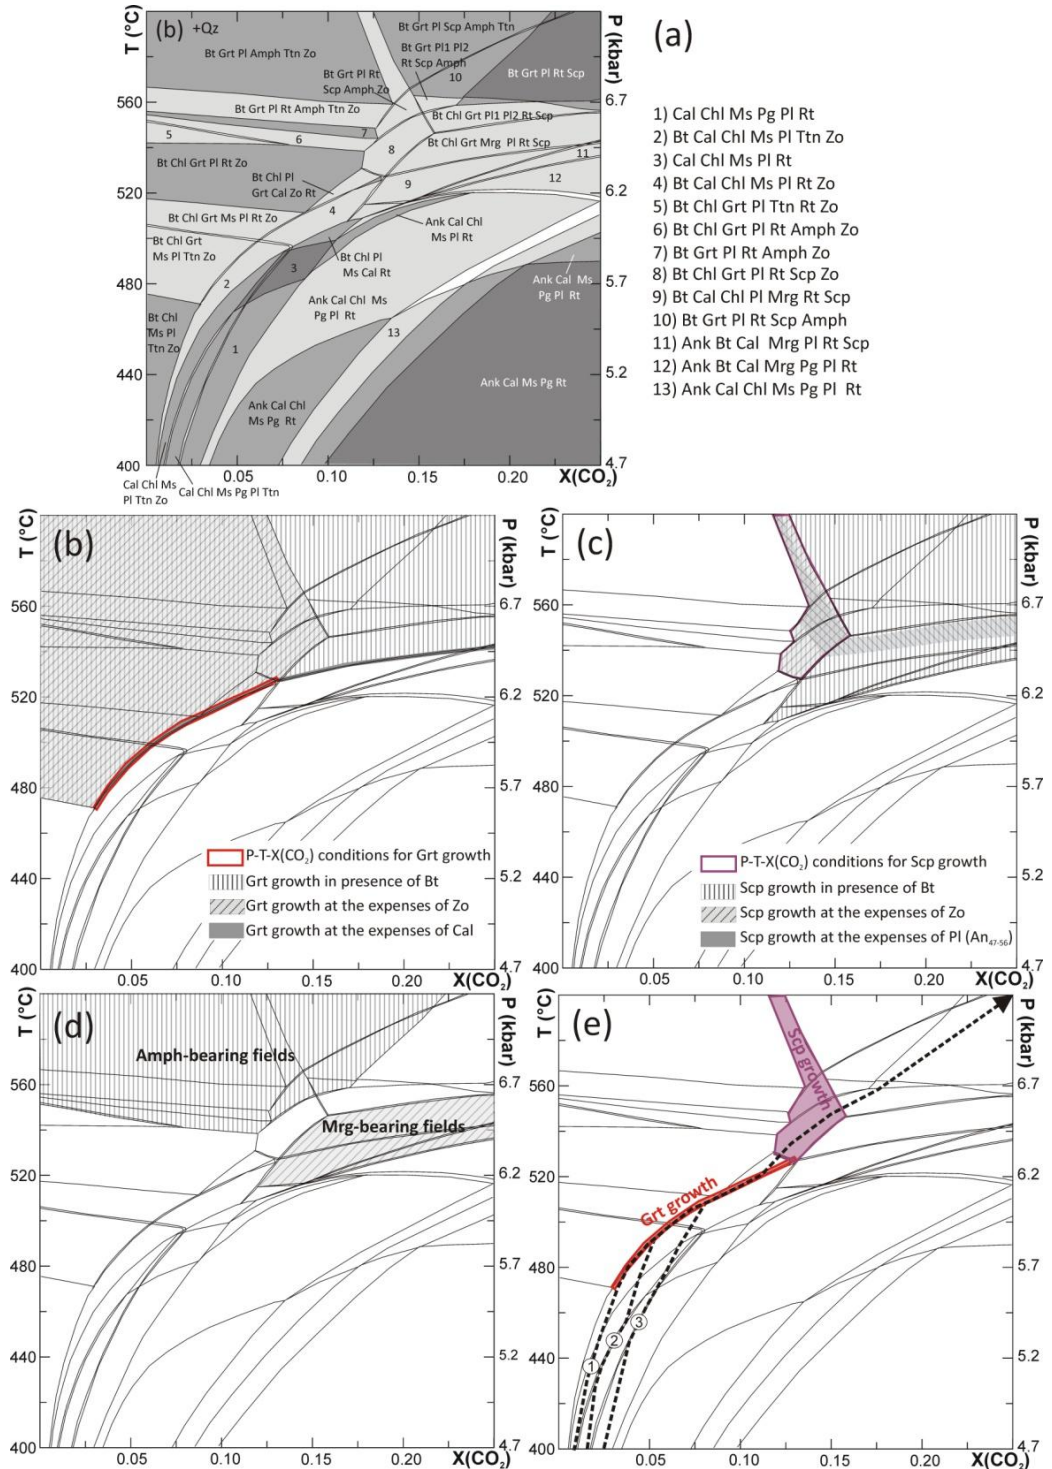 T (°C)
(b) +Qz
Bt Grt Pl Scp Amph Ttn
P (kbar)
(a)
Bt Grt Pl Amph Ttn Zo
Bt Grt Pl1 Pl2
Rt Scp Amph
10
Bt Grt Pl Rt Scp
Bt Grt Pl Rt
Scp Amph Zo
560
6.7
Bt Grt Pl Rt Amph Ttn Zo
Bt Chl Grt Pl1 Pl2 Rt Scp
5
6
7
8
Bt Chl Grt Mrg Pl Rt Scp
11
Bt Chl Grt Pl Rt Zo
Bt Chl Pl
Grt Cal Zo Rt
9
12
520
6.2
4
Bt Chl Grt Ms Pl Rt Zo
Ank Cal Chl
Ms Pl Rt
Bt Chl Grt
Ms Pl Ttn Zo
Bt Chl Pl
Ms Cal Rt
3
2
480
5.7
Ank Cal Ms
Pg Pl Rt
Ank Cal Chl Ms
Pg Pl Rt
Bt Chl
Ms Pl
Ttn Zo
13
1
440
5.2
Ank Cal Chl
Ms Pg Rt
Ank Cal Ms Pg Rt
400
4.7
0.05
0.10
0.15
0.20
X(CO₂)
Cal Chl Ms
Pl Ttn Zo
Cal Chl Ms Pg Pl Ttn
1) Cal Chl Ms Pg Pl Rt
2) Bt Cal Chl Ms Pl Ttn Zo
3) Cal Chl Ms Pl Rt
4) Bt Cal Chl Ms Pl Rt Zo
5) Bt Chl Grt Pl Ttn Rt Zo
6) Bt Chl Grt Pl Rt Amph Zo
7) Bt Grt Pl Rt Amph Zo
8) Bt Chl Grt Pl Rt Scp Zo
9) Bt Cal Chl Pl Mrg Rt Scp
10) Bt Grt Pl Rt Scp Amph
11) Ank Bt Cal Mrg Pl Rt Scp
12) Ank Bt Cal Mrg Pg Pl Rt
13) Ank Cal Chl Ms Pg Pl Rt
T (°C)
(b)
P (kbar)
560
6.7
520
6.2
480
5.7
P-T-X(CO₂) conditions for Grt growth
Grt growth in presence of Bt
Grt growth at the expenses of Zo
Grt growth at the expenses of Cal
440
5.2
400
4.7
0.05
0.10
0.15
0.20
X(CO₂)
T (°C)
(c)
P (kbar)
560
6.7
520
6.2
480
5.7
P-T-X(CO₂) conditions for Scp growth
Scp growth in presence of Bt
Scp growth at the expenses of Zo
Scp growth at the expenses of Pl (An₄₇₋₅₆)
440
5.2
400
4.7
0.05
0.10
0.15
0.20
X(CO₂)
T (°C)
(d)
P (kbar)
Amph-bearing fields
560
6.7
Mrg-bearing fields
520
6.2
480
5.7
440
5.2
400
4.7
0.05
0.10
0.15
0.20
X(CO₂)
T (°C)
(e)
P (kbar)
Scp growth
560
6.7
520
6.2
Grt growth
480
5.7
3
2
1
440
5.2
400
4.7
0.05
0.10
0.15
0.20
X(CO₂)